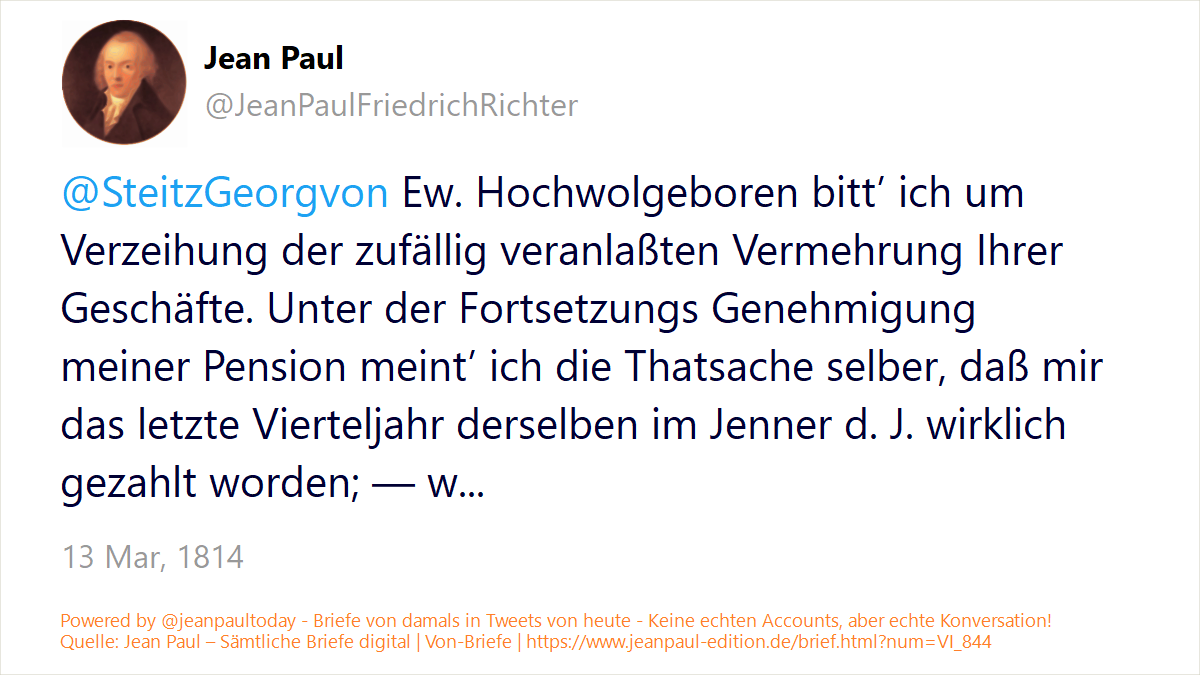 Jean Paul
@JeanPaulFriedrichRichter
@SteitzGeorgvon Ew. Hochwolgeboren bitt’ ich um
Verzeihung der zufällig veranlaßten Vermehrung Ihrer
Geschäfte. Unter der Fortsetzungs Genehmigung
meiner Pension meint’ ich die Thatsache selber, daß mir
das letzte Vierteljahr derselben im Jenner d. J. wirklich
gezahlt worden; — w...
13 Mar, 1814
Powered by @jeanpaultoday - Briefe von damals in Tweets von heute - Keine echten Accounts, aber echte Konversation!
Quelle: Jean Paul – Sämtliche Briefe digital | Von-Briefe | https://www.jeanpaul-edition.de/brief.html?num=VI_844